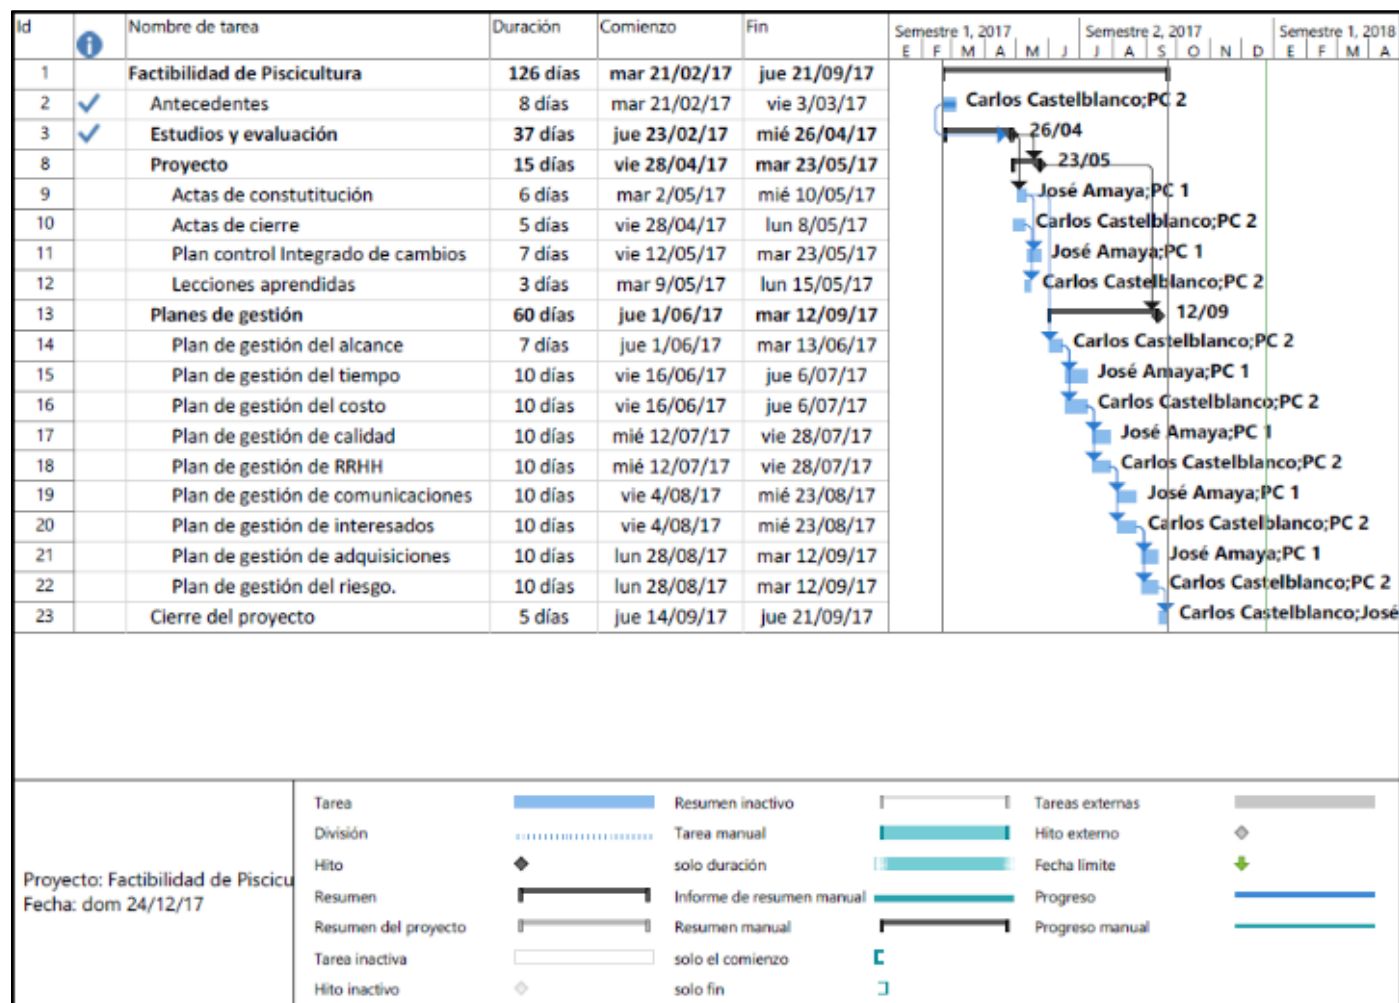 Id Nombre de tarea Duración Comienzo Fin Semestre 1, 2017 Semestre 2, 2017 Semestre 1, 2018
E F M A M J J A S O N D E F M A
1 Factibilidad de Piscicultura 126 días mar 21/02/17 jue 21/09/17
2 Antecedentes 8 días mar 21/02/17 vie 3/03/17 Carlos Castelblanco;PC 2
3 Estudios y evaluación 37 días jue 23/02/17 mié 26/04/17 26/04
8 Proyecto 15 días vie 28/04/17 mar 23/05/17 23/05
9 Actas de constutitución 6 días mar 2/05/17 mié 10/05/17 José Amaya;PC 1
10 Actas de cierre 5 días vie 28/04/17 lun 8/05/17 Carlos Castelblanco;PC 2
11 Plan control Integrado de cambios 7 días vie 12/05/17 mar 23/05/17 José Amaya;PC 1
12 Lecciones aprendidas 3 días mar 9/05/17 lun 15/05/17 Carlos Castelblanco;PC 2
13 Planes de gestión 60 días jue 1/06/17 mar 12/09/17 12/09
14 Plan de gestión del alcance 7 días jue 1/06/17 mar 13/06/17 Carlos Castelblanco;PC 2
15 Plan de gestión del tiempo 10 días vie 16/06/17 jue 6/07/17 José Amaya;PC 1
16 Plan de gestión del costo 10 días vie 16/06/17 jue 6/07/17 Carlos Castelblanco;PC 2
17 Plan de gestión de calidad 10 días mié 12/07/17 vie 28/07/17 José Amaya;PC 1
18 Plan de gestión de RRHH 10 días mié 12/07/17 vie 28/07/17 Carlos Castelblanco;PC 2
19 Plan de gestión de comunicaciones 10 días vie 4/08/17 mié 23/08/17 José Amaya;PC 1
20 Plan de gestión de interesados 10 días vie 4/08/17 mié 23/08/17 Carlos Castelblanco;PC 2
21 Plan de gestión de adquisiciones 10 días lun 28/08/17 mar 12/09/17 José Amaya;PC 1
22 Plan de gestión del riesgo. 10 días lun 28/08/17 mar 12/09/17 Carlos Castelblanco;PC 2
23 Cierre del proyecto 5 días jue 14/09/17 jue 21/09/17 Carlos Castelblanco;José
Proyecto: Factibilidad de Piscicu
Fecha: dom 24/12/17
Tarea Resumen inactivo Tareas externas
División Tarea manual Hito externo
Hito solo duración Fecha límite
Resumen Informe de resumen manual Progreso
Resumen del proyecto Resumen manual Progreso manual
Tarea inactiva solo el comienzo
Hito inactivo solo fin